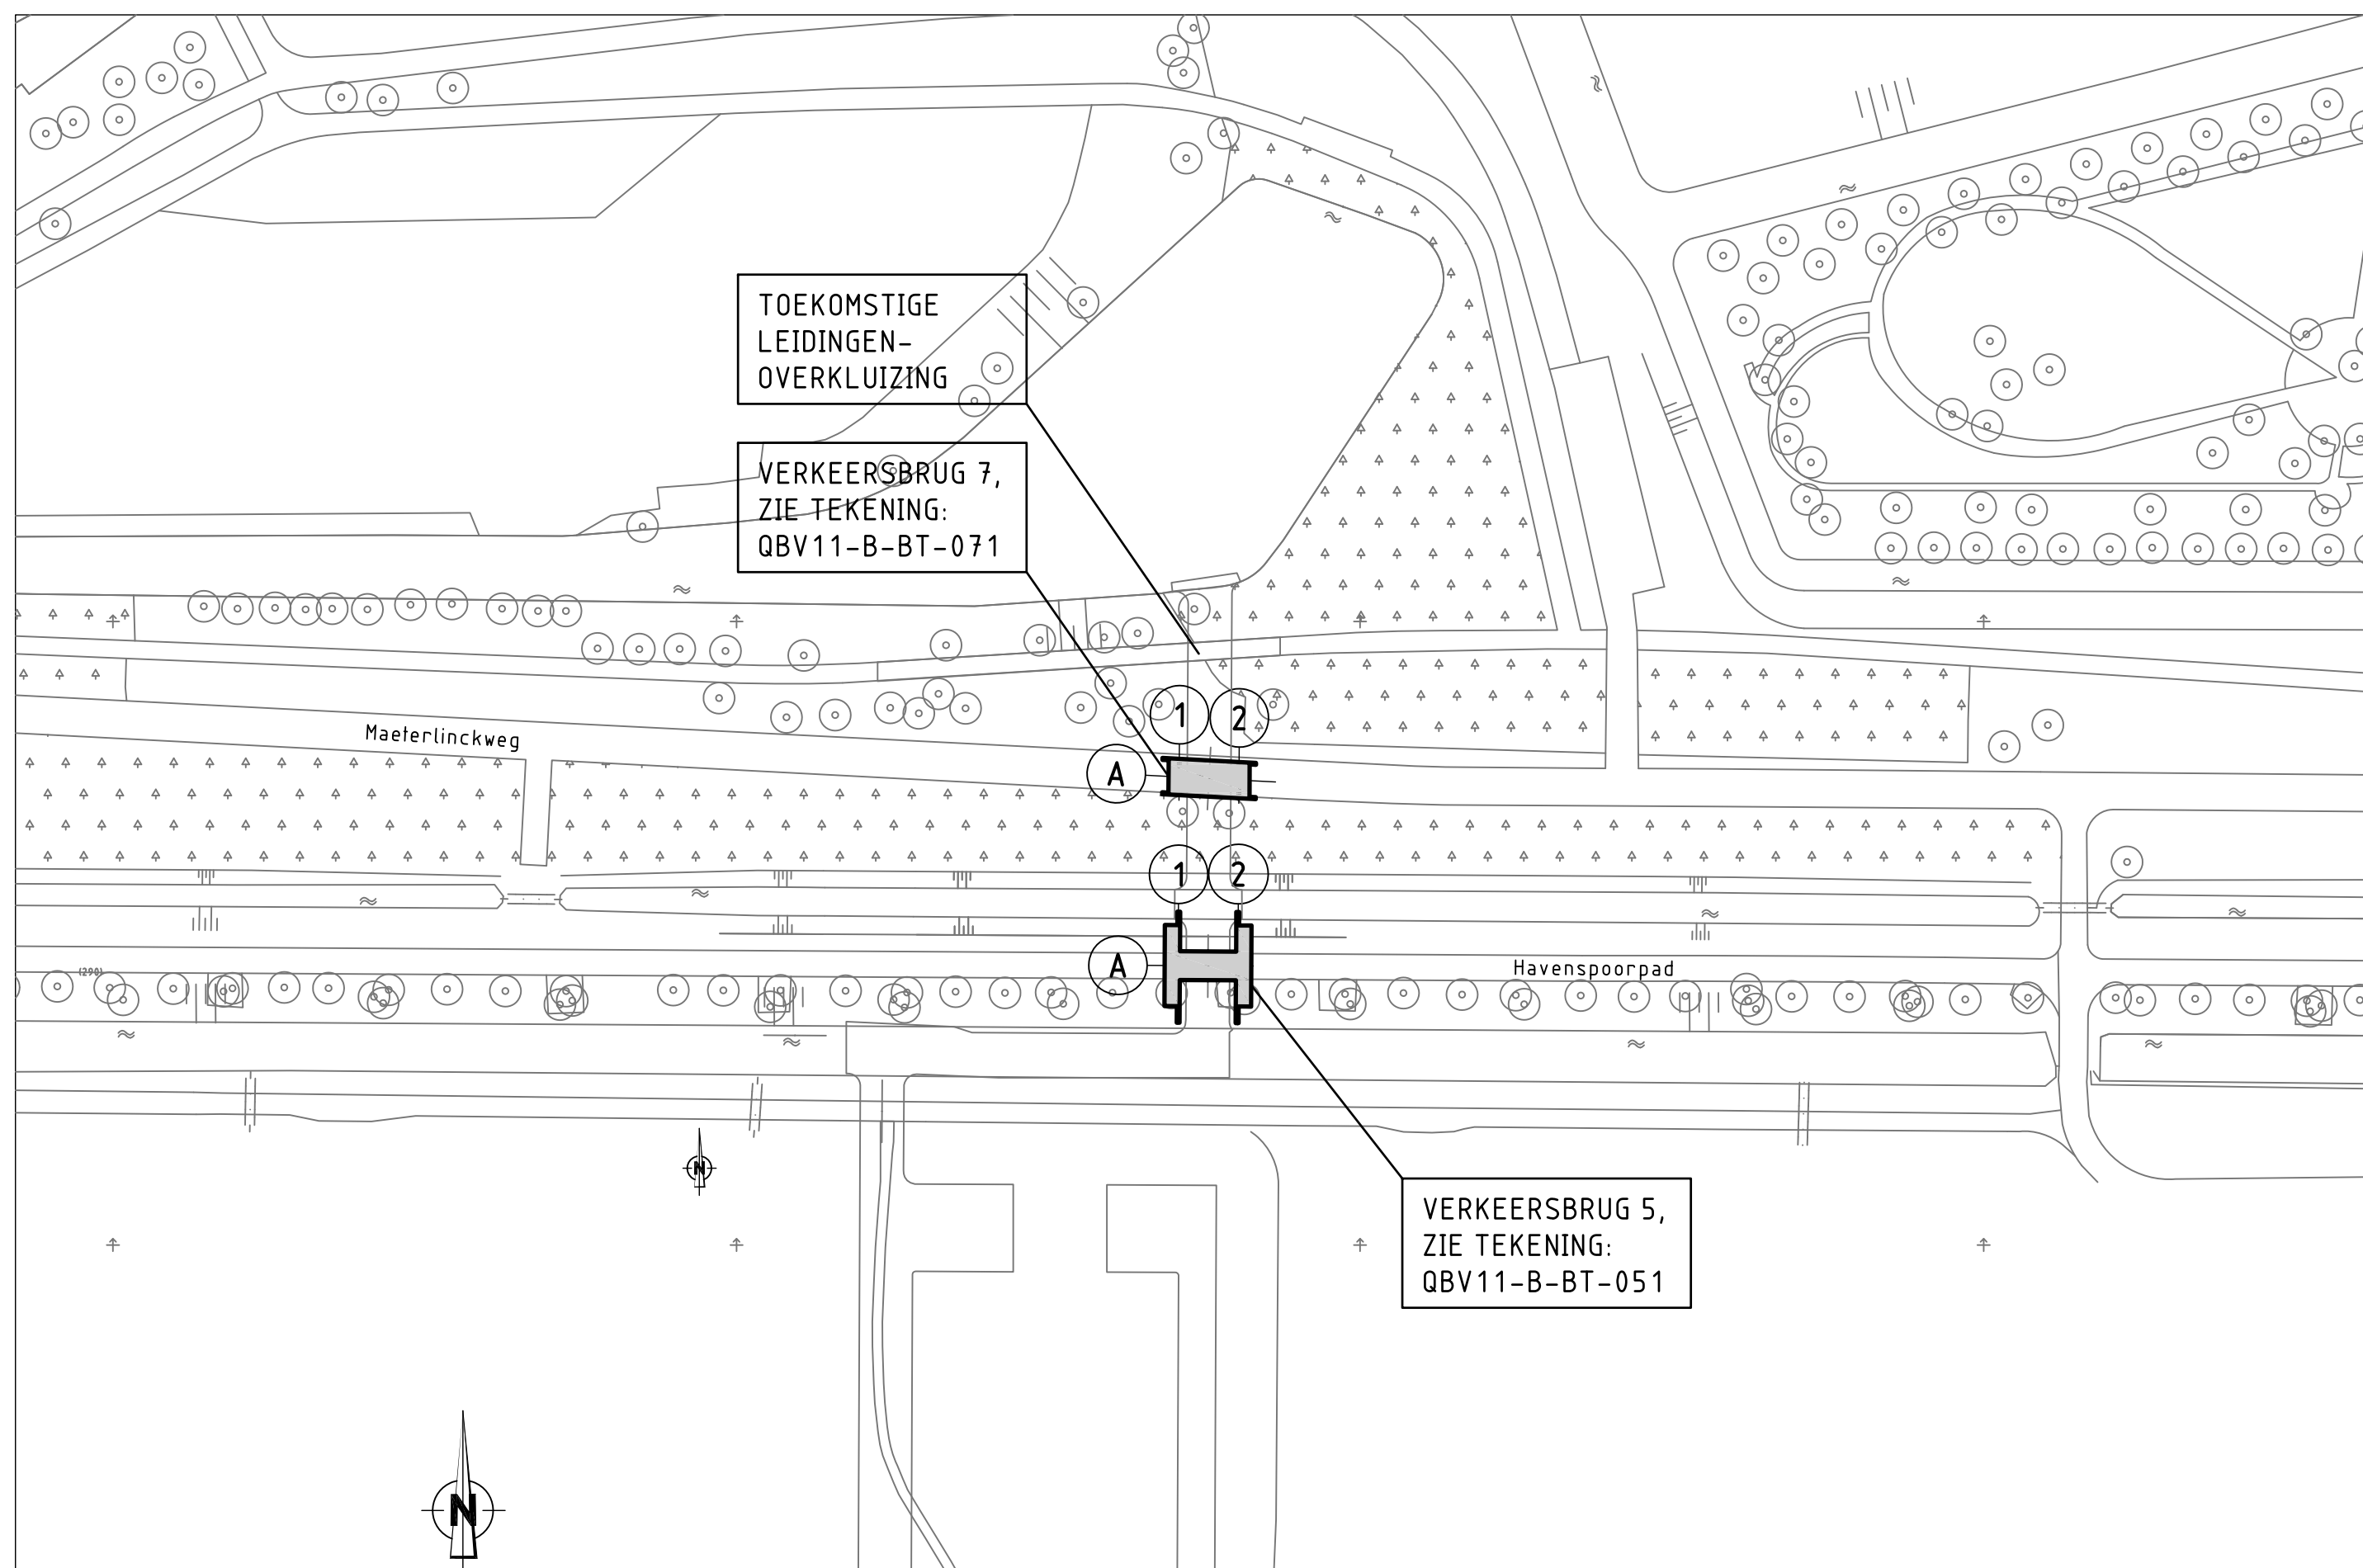 TOEKOMSTIGE
LEIDINGEN-
OVERKLUIZING
VERKEERSBRUG 7,
ZIE TEKENING:
QBV11-B-BT-071
1
2
Maeterlinckweg
A
1
2
A
Havenspoorpad
(290)
N
VERKEERSBRUG 5,
ZIE TEKENING:
QBV11-B-BT-051
N